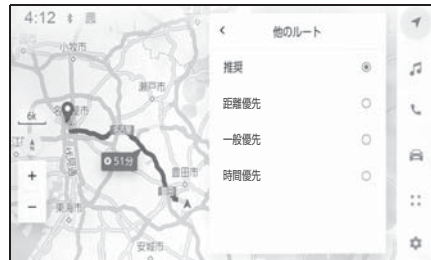 4:12
他のルート
推奨
距離優先
一般優先
時間優先
小牧市
瀬戸市
6k
51分
豊田市
東海市
安城市
+
−